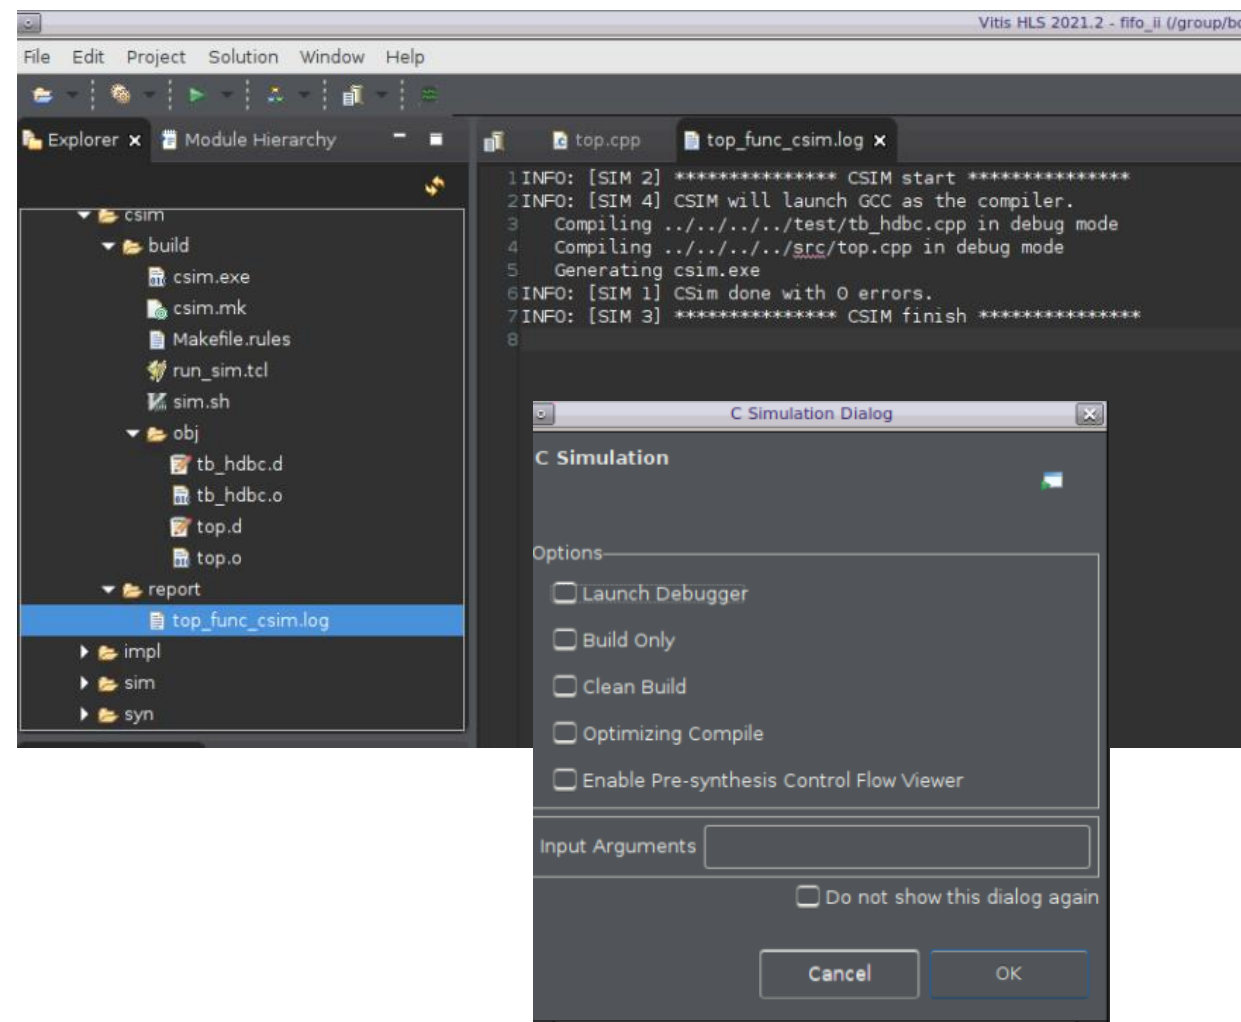 Vitis HLS 2021.2 - fifo_ii (/group/bo
File Edit Project Solution Window Help
Explorer Module Hierarchy
csim
build
csim.exe
csim.mk
Makefile.rules
run_sim.tcl
sim.sh
obj
tb_hdbc.d
tb_hdbc.o
top.d
top.o
report
top_func_csim.log
impl
sim
syn
top.cpp top_func_csim.log
1 INFO: [SIM 2] *************** CSIM start ***************
2 INFO: [SIM 4] CSIM will launch GCC as the compiler.
3 Compiling ../../../../test/tb_hdbc.cpp in debug mode
4 Compiling ../../../../src/top.cpp in debug mode
5 Generating csim.exe
6 INFO: [SIM 1] CSim done with 0 errors.
7 INFO: [SIM 3] *************** CSIM finish ***************
8
C Simulation Dialog
C Simulation
Options
Launch Debugger
Build Only
Clean Build
Optimizing Compile
Enable Pre-synthesis Control Flow Viewer
Input Arguments
Do not show this dialog again
Cancel OK